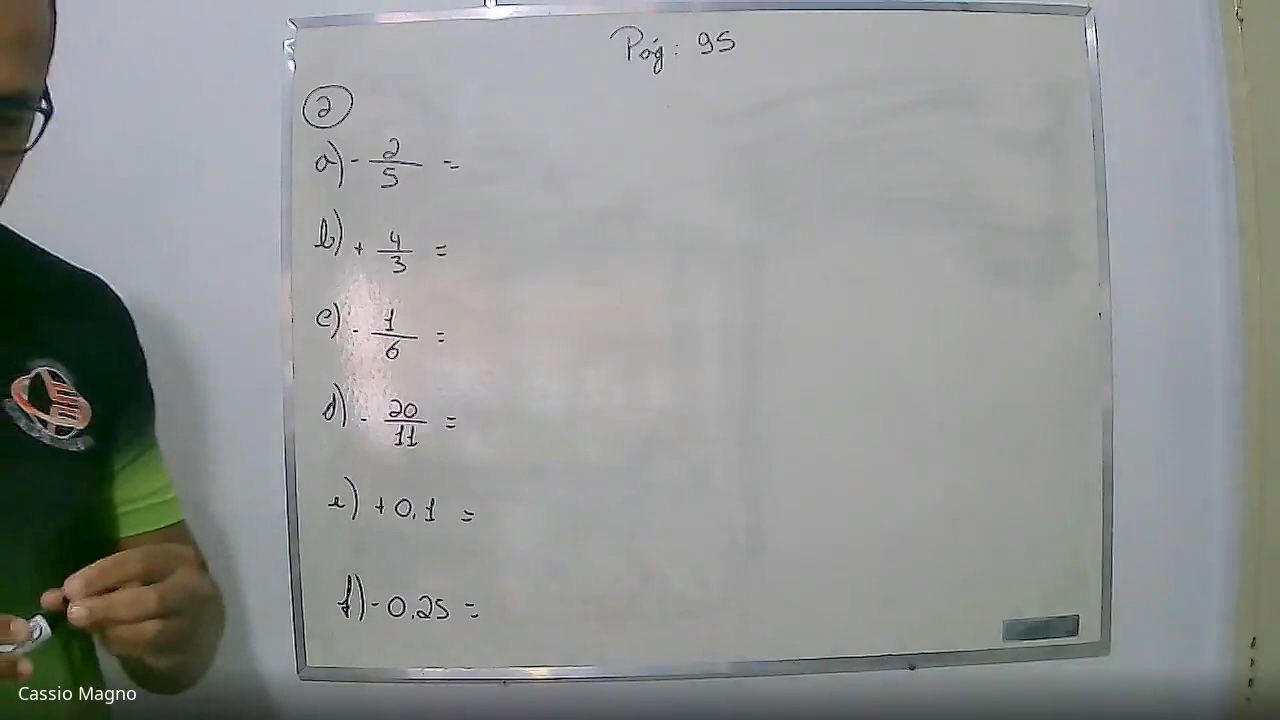 Pág: 95
2
a) - 2/5 =
b) + 4/3 =
c) - 1/6 =
d) - 20/11 =
e) + 0,1 =
f) - 0,25 =
Cassio Magno